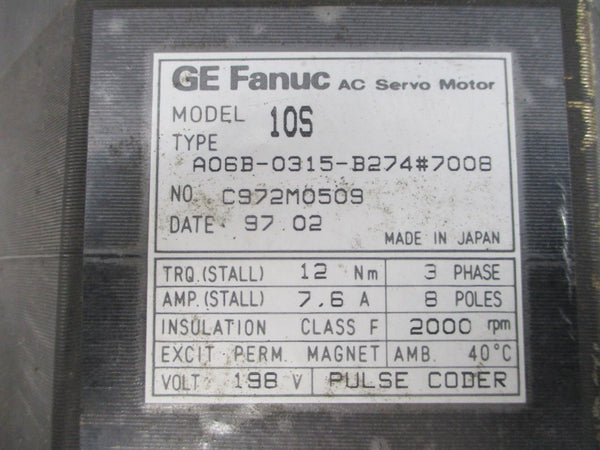 GE Fanuc AC Servo Motor
MODEL 10S
TYPE
A06B-0315-B274#7008
NO. C972M0509
DATE 97.02
MADE IN JAPAN
TRQ.(STALL) 12 Nm 3 PHASE
AMP.(STALL) 7.6 A 8 POLES
INSULATION CLASS F 2000 rpm
EXCIT PERM. MAGNET AMB. 40°C
VOLT 198 V PULSE CODER